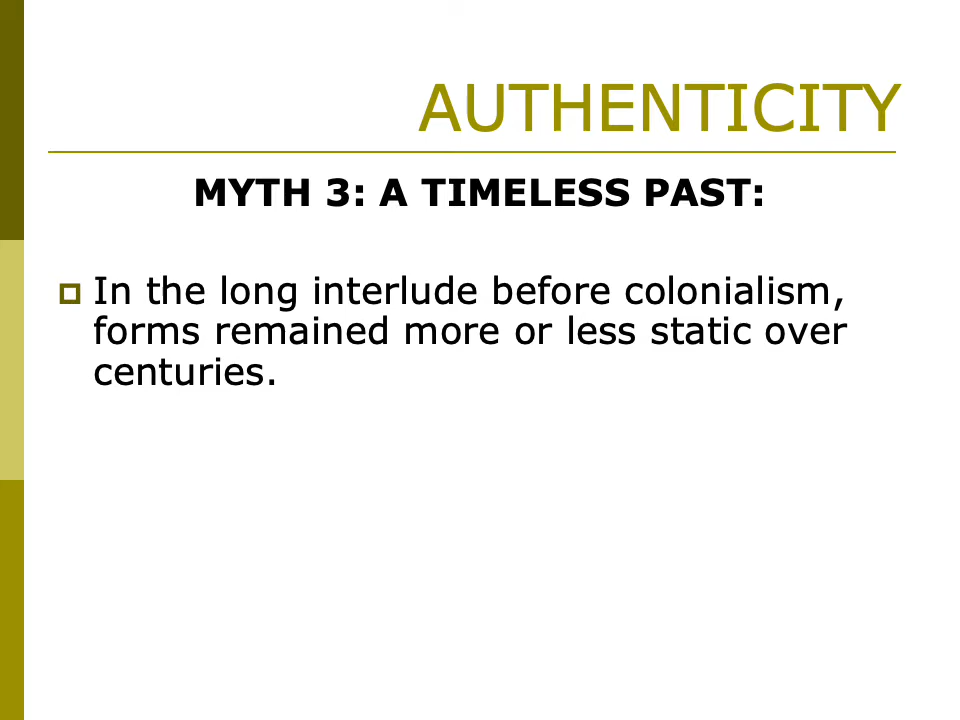 AUTHENTICITY
MYTH 3: A TIMELESS PAST:
In the long interlude before colonialism,
forms remained more or less static over
centuries.